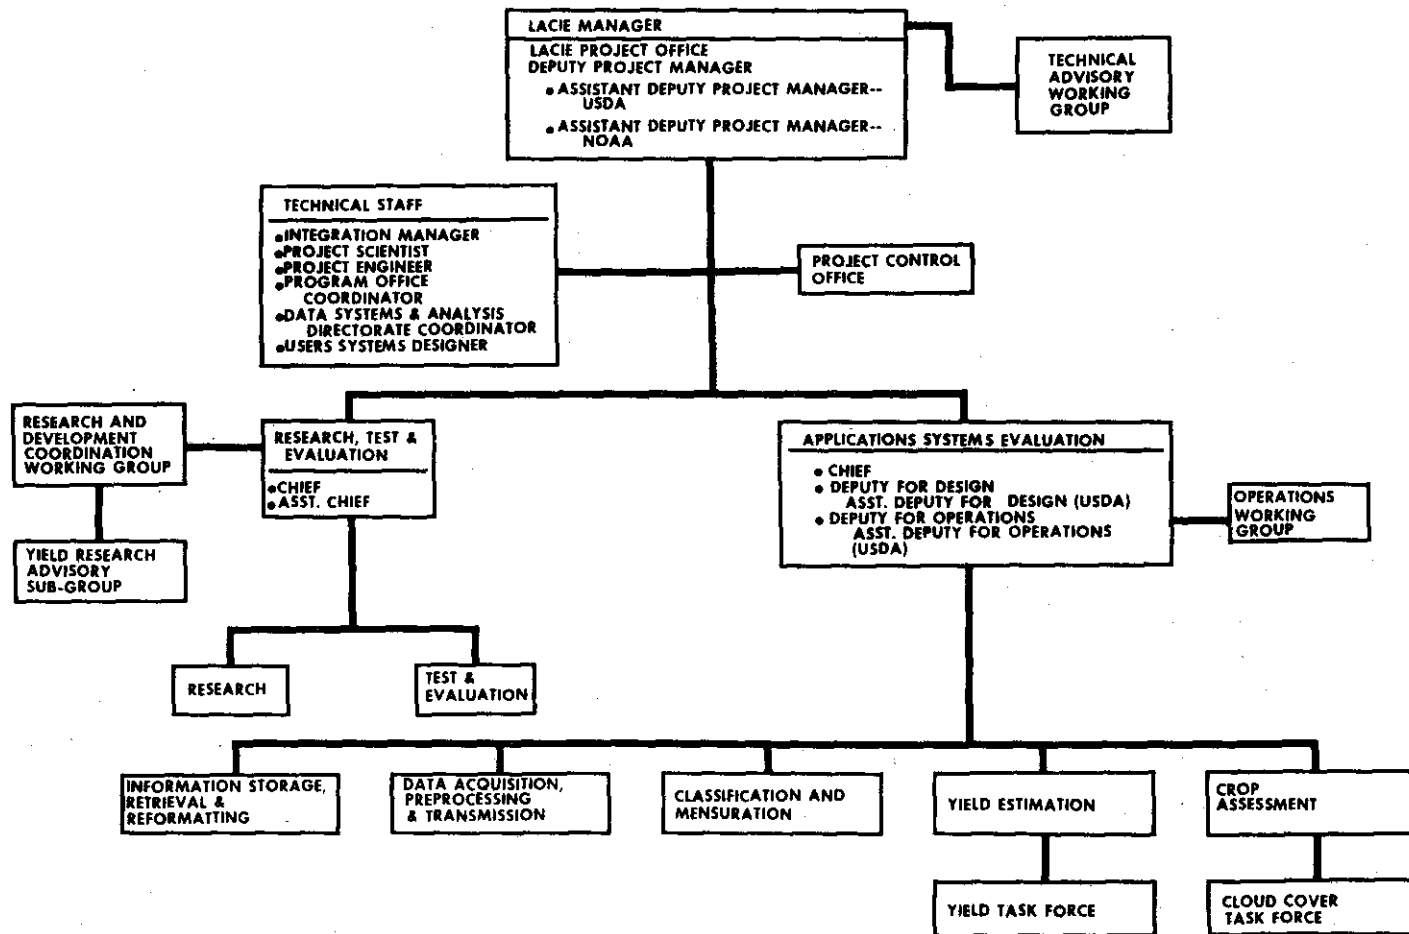 LACIE MANAGER
LACIE PROJECT OFFICE
DEPUTY PROJECT MANAGER
• ASSISTANT DEPUTY PROJECT MANAGER--
USDA
• ASSISTANT DEPUTY PROJECT MANAGER--
NOAA
TECHNICAL
ADVISORY
WORKING
GROUP
TECHNICAL STAFF
• INTEGRATION MANAGER
• PROJECT SCIENTIST
• PROJECT ENGINEER
• PROGRAM OFFICE
COORDINATOR
• DATA SYSTEMS & ANALYSIS
DIRECTORATE COORDINATOR
• USERS SYSTEMS DESIGNER
PROJECT CONTROL
OFFICE
RESEARCH AND
DEVELOPMENT
COORDINATION
WORKING GROUP
RESEARCH, TEST &
EVALUATION
• CHIEF
• ASST. CHIEF
APPLICATIONS SYSTEMS EVALUATION
• CHIEF
• DEPUTY FOR DESIGN
ASST. DEPUTY FOR DESIGN (USDA)
• DEPUTY FOR OPERATIONS
ASST. DEPUTY FOR OPERATIONS
(USDA)
OPERATIONS
WORKING
GROUP
YIELD RESEARCH
ADVISORY
SUB-GROUP
RESEARCH
TEST &
EVALUATION
INFORMATION STORAGE,
RETRIEVAL &
REFORMATTING
DATA ACQUISITION,
PREPROCESSING
& TRANSMISSION
CLASSIFICATION AND
MENSURATION
YIELD ESTIMATION
CROP
ASSESSMENT
YIELD TASK FORCE
CLOUD COVER
TASK FORCE